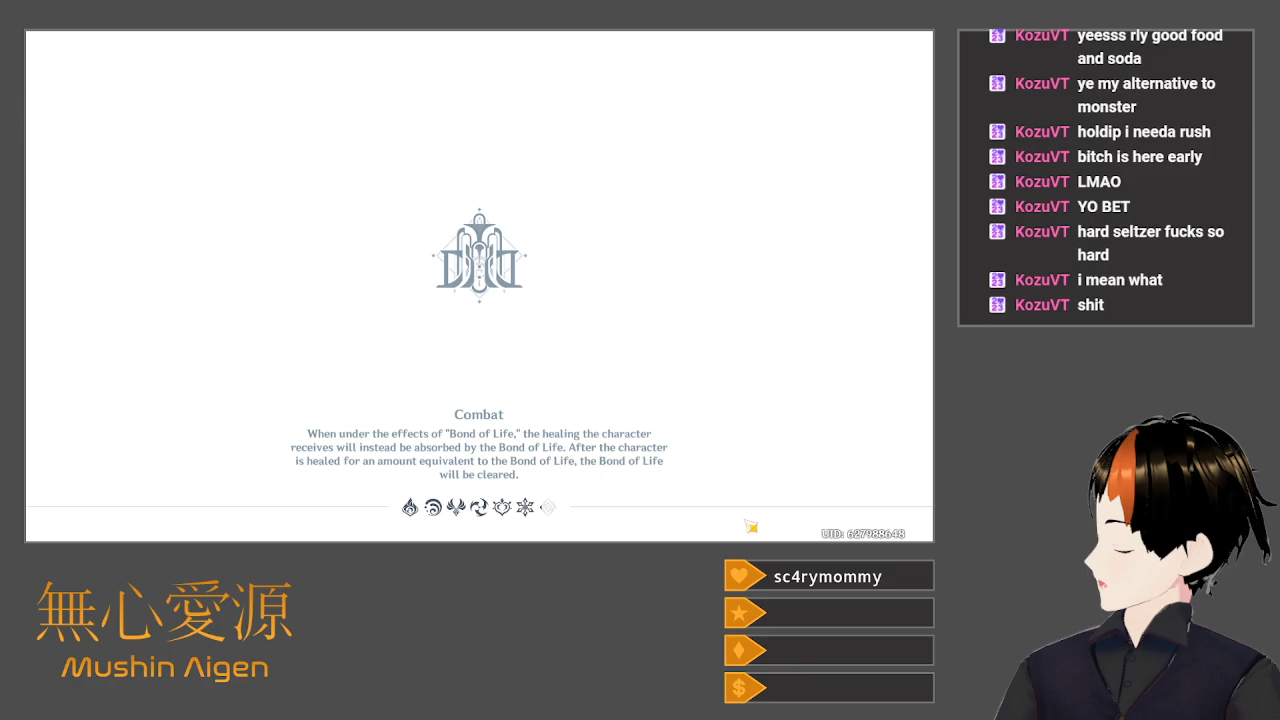 KozuVT yeesss rly good food
and soda
KozuVT ye my alternative to
monster
KozuVT holdip i needa rush
KozuVT bitch is here early
KozuVT LMAO
KozuVT YO BET
KozuVT hard seltzer fucks so
hard
KozuVT i mean what
KozuVT shit
Combat
When under the effects of "Bond of Life," the healing the character
receives will instead be absorbed by the Bond of Life. After the character
is healed for an amount equivalent to the Bond of Life, the Bond of Life
will be cleared.
UID: 627988648
sc4rymommy
無心愛源
Mushin Aigen